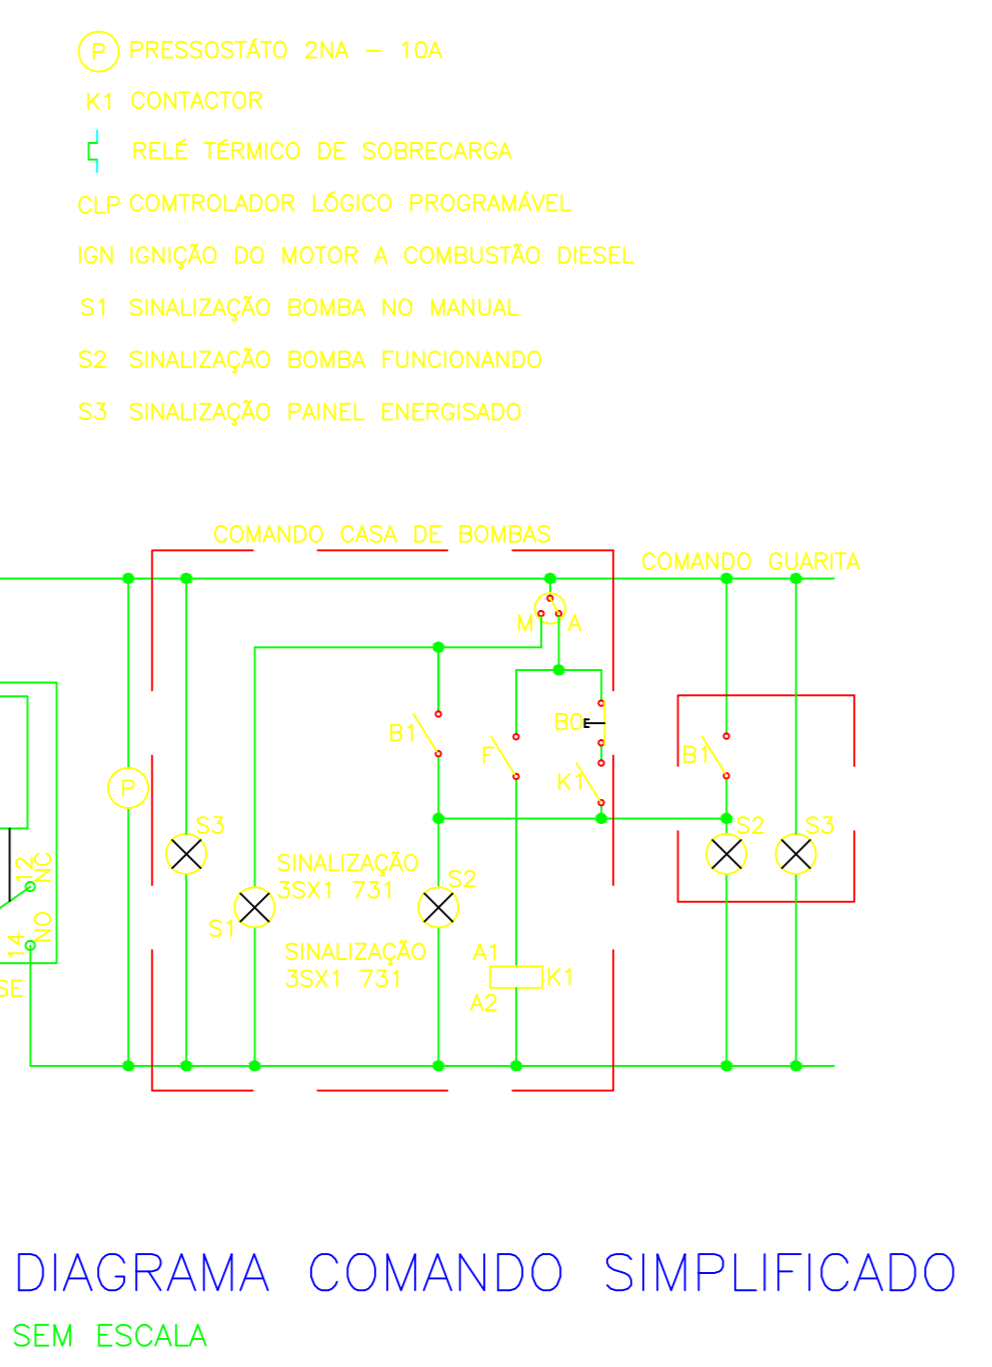 P PRESSOSTÁTO 2NA - 10A
K1 CONTACTOR
RELÉ TÉRMICO DE SOBRECARGA
CLP COMTROLADOR LÓGICO PROGRAMÁVEL
IGN IGNIÇÃO DO MOTOR A COMBUSTÃO DIESEL
S1 SINALIZAÇÃO BOMBA NO MANUAL
S2 SINALIZAÇÃO BOMBA FUNCIONANDO
S3 SINALIZAÇÃO PAINEL ENERGISADO
COMANDO CASA DE BOMBAS
COMANDO GUARITA
M A
B1
F
B0
K1
B1
P
S3
S2
S3
12
NC
SINALIZAÇÃO
3SX1 731
S2
S1
14
NO
SINALIZAÇÃO
3SX1 731
A1
K1
A2
SE
DIAGRAMA COMANDO SIMPLIFICADO
SEM ESCALA